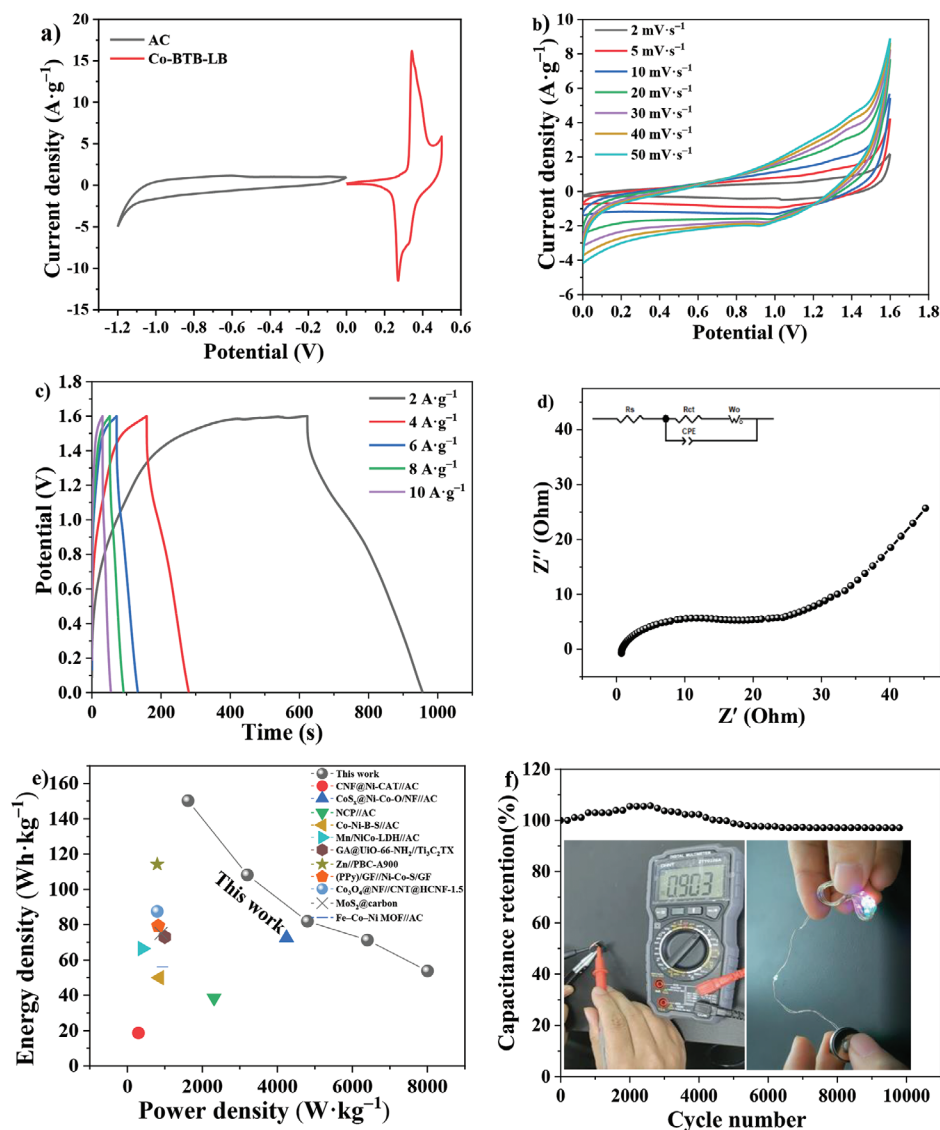 a)
AC
Co-BTB-LB
Current density (A·g⁻¹)
20
15
10
5
0
-5
-10
-15
-1.2 -1.0 -0.8 -0.6 -0.4 -0.2 0.0 0.2 0.4 0.6
Potential (V)
b)
2 mV·s⁻¹
5 mV·s⁻¹
10 mV·s⁻¹
20 mV·s⁻¹
30 mV·s⁻¹
40 mV·s⁻¹
50 mV·s⁻¹
Current density (A·g⁻¹)
10
8
6
4
2
0
-2
-4
-6
0.0 0.2 0.4 0.6 0.8 1.0 1.2 1.4 1.6 1.8
Potential (V)
c)
2 A·g⁻¹
4 A·g⁻¹
6 A·g⁻¹
8 A·g⁻¹
10 A·g⁻¹
Potential (V)
1.8
1.6
1.4
1.2
1.0
0.8
0.6
0.4
0.2
0.0
0 200 400 600 800 1000
Time (s)
d)
Rs Rct Wo
CPE
Z″ (Ohm)
50
40
30
20
10
0
0 10 20 30 40
Z′ (Ohm)
e)
This work
CNF@Ni-CAT//AC
CoS₂@Ni-Co-O/NF//AC
NCP//AC
Co-Ni-B-S//AC
Mn/NiCo-LDH//AC
GA@UiO-66-NH₂//Ti₃C₂TX
Zn//PBC-A900
(PPy)/GF//Ni-Co-S/GF
Co₃O₄@NF//CNT@HCNF-1.5
MoS₂@carbon
Fe–Co–Ni MOF//AC
This work
Energy density (Wh·kg⁻¹)
160
140
120
100
80
60
40
20
0
0 2000 4000 6000 8000
Power density (W·kg⁻¹)
f)
Capacitance retention(%)
120
100
80
60
40
20
0
0903
0 2000 4000 6000 8000 10000
Cycle number